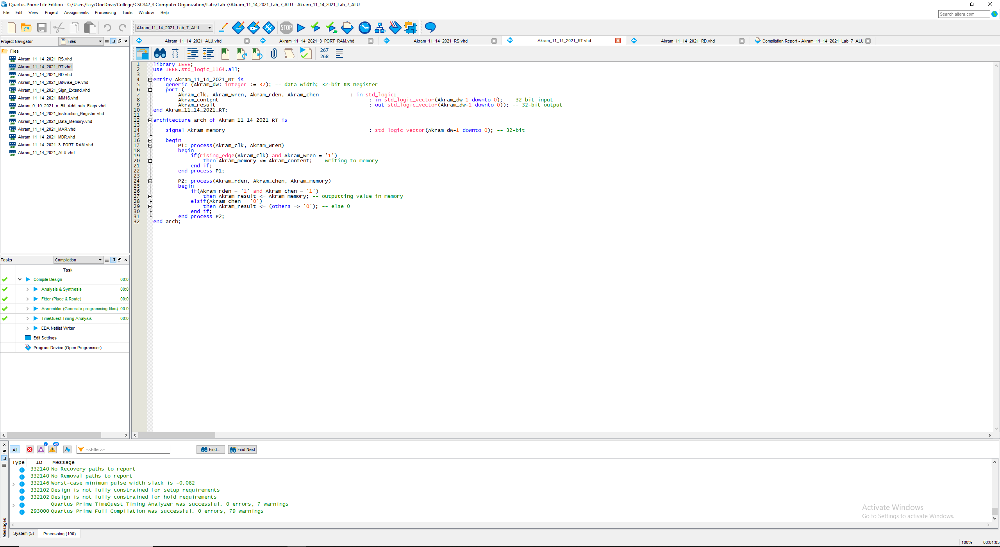 Quartus Prime Lite Edition - C:/Users/Izzy/OneDrive/College/CSC342_3 Computer Organization/Labs/Lab 7/Akram_11_14_2021_Lab_7_ALU - Akram_11_14_2021_Lab_7_ALU
File Edit View Project Assignments Processing Tools Window Help
Search altera.com
STOP
Akram_11_14_2021_Lab_7_ALU
Project Navigator Files
Files
Akram_11_14_2021_RS.vhd
Akram_11_14_2021_RT.vhd
Akram_11_14_2021_RD.vhd
Akram_11_14_2021_Bitwise_OP.vhd
Akram_11_14_2021_Sign_Extend.vhd
Akram_11_14_2021_IMM16.vhd
Akram_9_19_2021_n_Bit_Add_sub_Flags.vhd
Akram_11_14_2021_Instruction_Register.vhd
Akram_11_14_2021_Data_Memory.vhd
Akram_11_14_2021_MAR.vhd
Akram_11_14_2021_MDR.vhd
Akram_11_14_2021_3_PORT_RAM.vhd
Akram_11_14_2021_ALU.vhd
Tasks Compilation
Task
Compile Design 00:0
Analysis & Synthesis 00:0
Fitter (Place & Route) 00:0
Assembler (Generate programming files) 00:0
TimeQuest Timing Analysis 00:0
EDA Netlist Writer
Edit Settings
Program Device (Open Programmer)
Akram_11_14_2021_ALU.vhd Akram_11_14_2021_3_PORT_RAM.vhd Akram_11_14_2021_RS.vhd Akram_11_14_2021_RT.vhd Akram_11_14_2021_RD.vhd Compilation Report - Akram_11_14_2021_Lab_7_ALU
267
268
1 library IEEE;
2 use IEEE.std_logic_1164.all;
3
4 entity Akram_11_14_2021_RT is
5 generic (Akram_dw: integer := 32); -- data width; 32-bit RS Register
6 port (
7 Akram_clk, Akram_wren, Akram_rden, Akram_chen : in std_logic;
8 Akram_content : in std_logic_vector(Akram_dw-1 downto 0); -- 32-bit input
9 Akram_result : out std_logic_vector(Akram_dw-1 downto 0)); -- 32-bit output
10 end Akram_11_14_2021_RT;
11
12 architecture arch of Akram_11_14_2021_RT is
13
14 signal Akram_memory : std_logic_vector(Akram_dw-1 downto 0); -- 32-bit
15
16 begin
17 P1: process(Akram_clk, Akram_wren)
18 begin
19 if(rising_edge(Akram_clk) and Akram_wren = '1')
20 then Akram_memory <= Akram_content; -- writing to memory
21 end if;
22 end process P1;
23
24 P2: process(Akram_rden, Akram_chen, Akram_memory)
25 begin
26 if(Akram_rden = '1' and Akram_chen = '1')
27 then Akram_result <= Akram_memory; -- outputting value in memory
28 elsif(Akram_chen = '0')
29 then Akram_result <= (others => '0'); -- else 0
30 end if;
31 end process P2;
32 end arch;
All 7 40 <<Filter>> Find... Find Next
Type ID Message
332140 No Recovery paths to report
332140 No Removal paths to report
332146 Worst-case minimum pulse width slack is -0.082
332102 Design is not fully constrained for setup requirements
332102 Design is not fully constrained for hold requirements
Quartus Prime TimeQuest Timing Analyzer was successful. 0 errors, 7 warnings
293000 Quartus Prime Full Compilation was successful. 0 errors, 79 warnings
Messages
System (5) Processing (190)
Activate Windows
Go to Settings to activate Windows.
100% 00:01:05